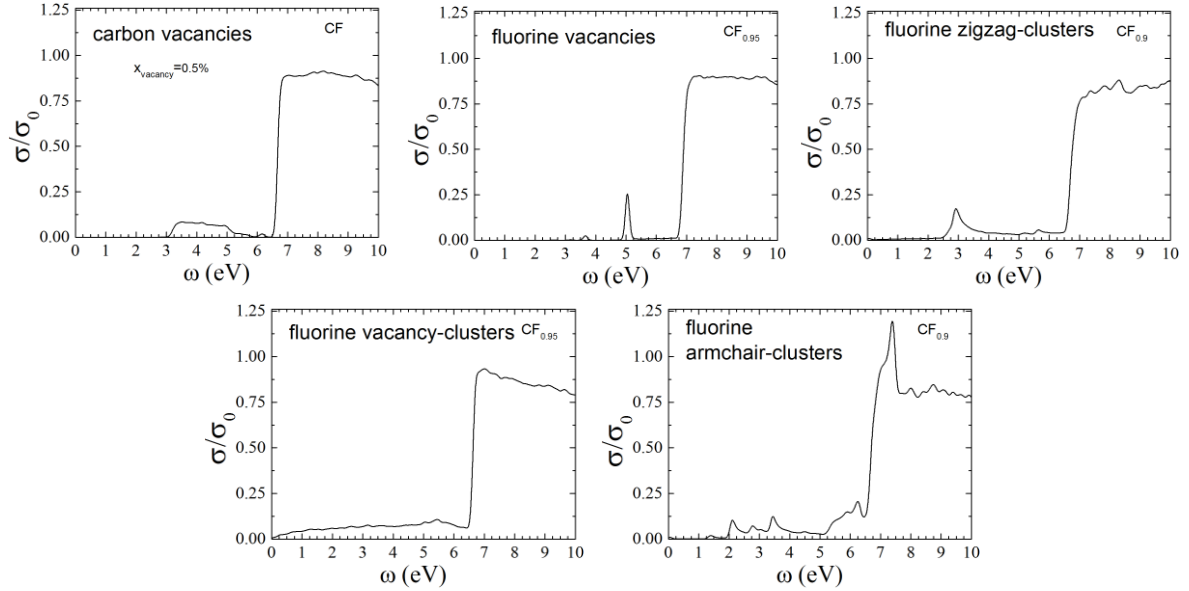 1.25
1.00
0.75
0.50
0.25
0.00
σ/σ₀
carbon vacancies
CF
x_vacancy=0.5%
0 1 2 3 4 5 6 7 8 9 10
ω (eV)
1.25
1.00
0.75
0.50
0.25
0.00
σ/σ₀
fluorine vacancies
CF₀.₉₅
0 1 2 3 4 5 6 7 8 9 10
ω (eV)
1.25
1.00
0.75
0.50
0.25
0.00
σ/σ₀
fluorine zigzag-clusters
CF₀.₉
0 1 2 3 4 5 6 7 8 9 10
ω (eV)
1.25
1.00
0.75
0.50
0.25
0.00
σ/σ₀
fluorine vacancy-clusters
CF₀.₉₅
0 1 2 3 4 5 6 7 8 9 10
ω (eV)
1.25
1.00
0.75
0.50
0.25
0.00
σ/σ₀
fluorine
armchair-clusters
CF₀.₉
0 1 2 3 4 5 6 7 8 9 10
ω (eV)